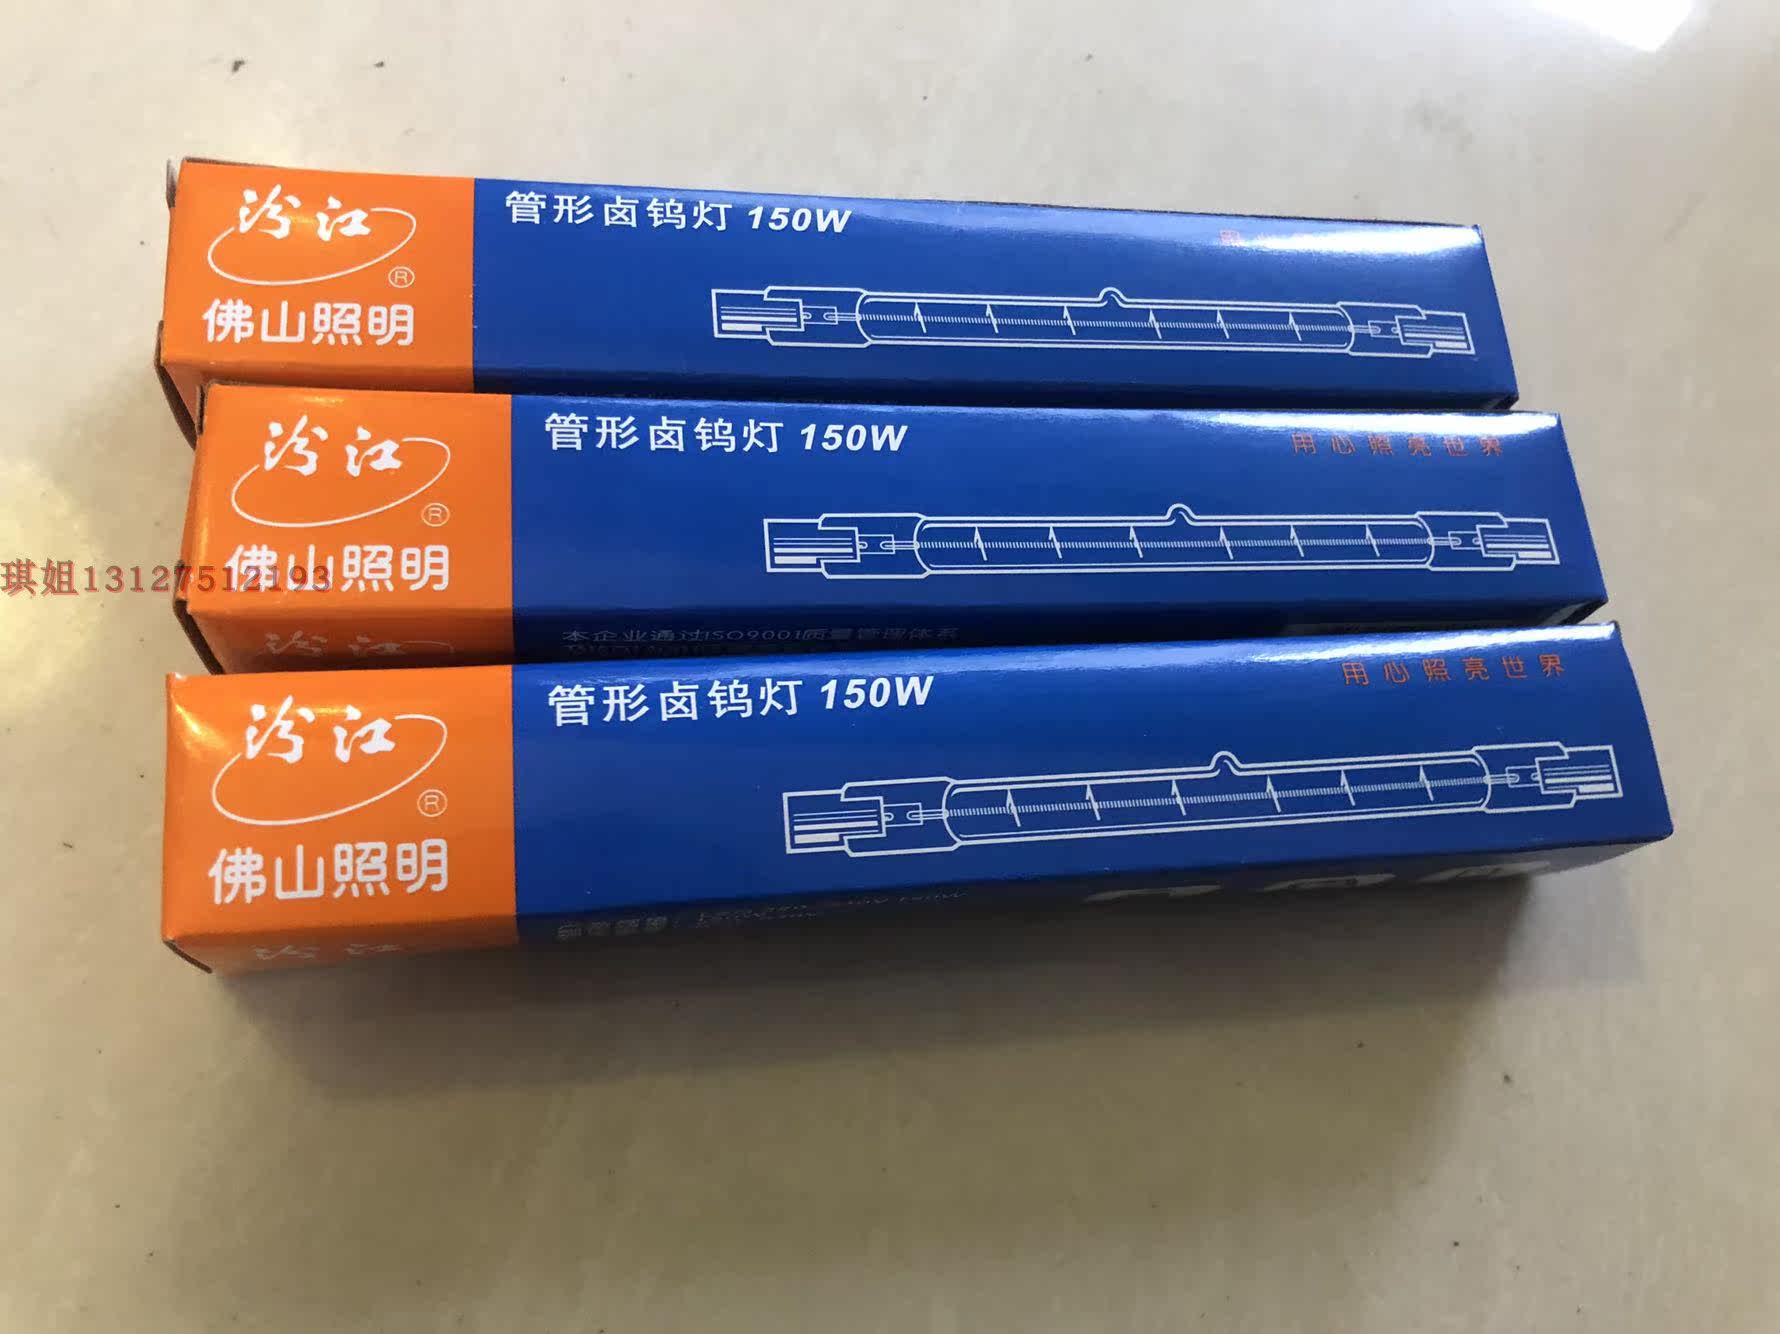 汾江
®
佛山照明
管形卤钨灯 150W
汾江
®
佛山照明
管形卤钨灯 150W
用心照亮世界
琪姐13127512193
汾江
本企业通过ISO9001质量管理体系
汾江
®
佛山照明
管形卤钨灯 150W
用心照亮世界
汾江